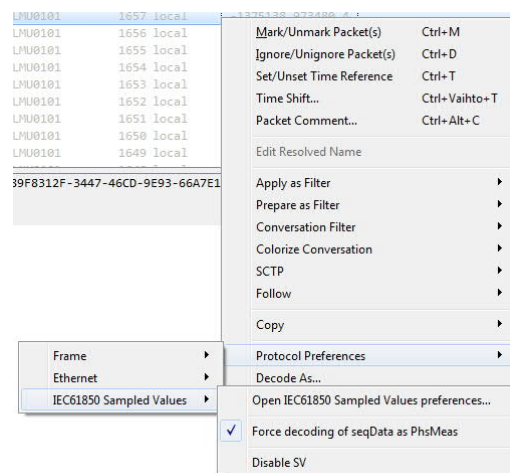 LMU0101 1657 local -1375138 973480 4
LMU0101 1656 local
LMU0101 1655 local
LMU0101 1654 local
LMU0101 1653 local
LMU0101 1652 local
LMU0101 1651 local
LMU0101 1650 local
LMU0101 1649 local
39F8312F-3447-46CD-9E93-66A7E1
Mark/Unmark Packet(s) Ctrl+M
Ignore/Unignore Packet(s) Ctrl+D
Set/Unset Time Reference Ctrl+T
Time Shift... Ctrl+Vaihto+T
Packet Comment... Ctrl+Alt+C
Edit Resolved Name
Apply as Filter
Prepare as Filter
Conversation Filter
Colorize Conversation
SCTP
Follow
Copy
Protocol Preferences
Decode As...
Frame
Ethernet
IEC61850 Sampled Values
Open IEC61850 Sampled Values preferences...
Force decoding of seqData as PhsMeas
Disable SV